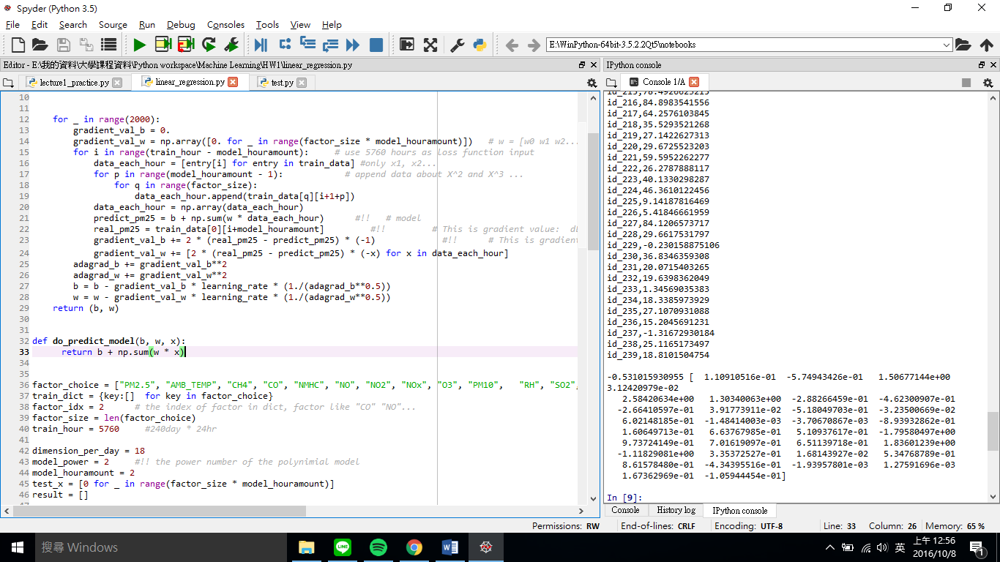 Spyder (Python 3.5)
File Edit Search Source Run Debug Consoles Tools View Help
E:\WinPython-64bit-3.5.2.2Qt5\notebooks
Editor - E:\我的資料\大學課程資料\Python workspace\Machine Learning\HW1\linear_regression.py
lecture1_practice.py linear_regression.py test.py
10
11
12 for _ in range(2000):
13 gradient_val_b = 0.
14 gradient_val_w = np.array([0. for _ in range(factor_size * model_houramount)]) # w = [w0 w1 w2...
15 for i in range(train_hour - model_houramount): # use 5760 hours as loss function input
16 data_each_hour = [entry[i] for entry in train_data] #only x1, x2...
17 for p in range(model_houramount - 1): # append data about X^2 and X^3 ...
18 for q in range(factor_size):
19 data_each_hour.append(train_data[q][i+1+p])
20 data_each_hour = np.array(data_each_hour)
21 predict_pm25 = b + np.sum(w * data_each_hour) #!! # model
22 real_pm25 = train_data[0][i+model_houramount] #!! # This is gradient value:
23 gradient_val_b += 2 * (real_pm25 - predict_pm25) * (-1) #!! # This is gradient
24 gradient_val_w += [2 * (real_pm25 - predict_pm25) * (-x) for x in data_each_hour]
25 adagrad_b += gradient_val_b**2
26 adagrad_w += gradient_val_w**2
27 b = b - gradient_val_b * learning_rate * (1./(adagrad_b**0.5))
28 w = w - gradient_val_w * learning_rate * (1./(adagrad_w**0.5))
29 return (b, w)
30
31
32 def do_predict_model(b, w, x):
33 return b + np.sum(w * x)
34
35
36 factor_choice = ["PM2.5", "AMB_TEMP", "CH4", "CO", "NMHC", "NO", "NO2", "NOx", "O3", "PM10", "RH", "SO2",
37 train_dict = {key:[] for key in factor_choice}
38 factor_idx = 2 # the index of factor in dict, factor like "CO" "NO"...
39 factor_size = len(factor_choice)
40 train_hour = 5760 #240day * 24hr
41
42 dimension_per_day = 18
43 model_power = 2 #!! the power number of the polynimial model
44 model_houramount = 2
45 test_x = [0 for _ in range(factor_size * model_houramount)]
46 result = []
IPython console
Console 1/A
id_215,78.4926625215
id_216,84.8983541556
id_217,64.2576103845
id_218,35.5293521268
id_219,27.1422627313
id_220,29.6725523203
id_221,59.5952262277
id_222,26.2787888117
id_223,40.1330298287
id_224,46.3610122456
id_225,9.14187816469
id_226,5.41846661959
id_227,84.1206573717
id_228,29.6617531797
id_229,-0.230158875106
id_230,36.8346359308
id_231,20.0715403265
id_232,19.6398362049
id_233,1.34569035383
id_234,18.3385973929
id_235,27.1070931088
id_236,15.2045691231
id_237,-1.31672930184
id_238,25.1165173497
id_239,18.8101504754
-0.531015930955 [ 1.10910516e-01 -5.74943426e-01 1.50677144e+00
3.12420979e-02
2.58420634e+00 1.30340063e+00 -2.88266459e-01 -4.62300907e-01
-2.66410597e-01 3.91773911e-02 -5.18049703e-01 -3.23500669e-02
6.02148185e-01 -1.48414003e-03 -3.70670867e-03 -8.93932862e-01
1.60649713e-01 6.63767985e-01 5.10937617e-01 -1.79580497e+00
9.73724149e-01 7.01619097e-01 6.51139718e-01 1.83601239e+00
-1.11829081e+00 3.35372527e-01 1.68143927e-02 5.34768789e-01
8.61578480e-01 -4.34395516e-01 -1.93957801e-03 1.27591696e-03
1.67362969e-01 -1.05944454e-01]
In [9]:
Console History log IPython console
Permissions: RW End-of-lines: CRLF Encoding: UTF-8 Line: 33 Column: 26 Memory: 65 %
搜尋 Windows
英
上午 12:56
2016/10/8
1